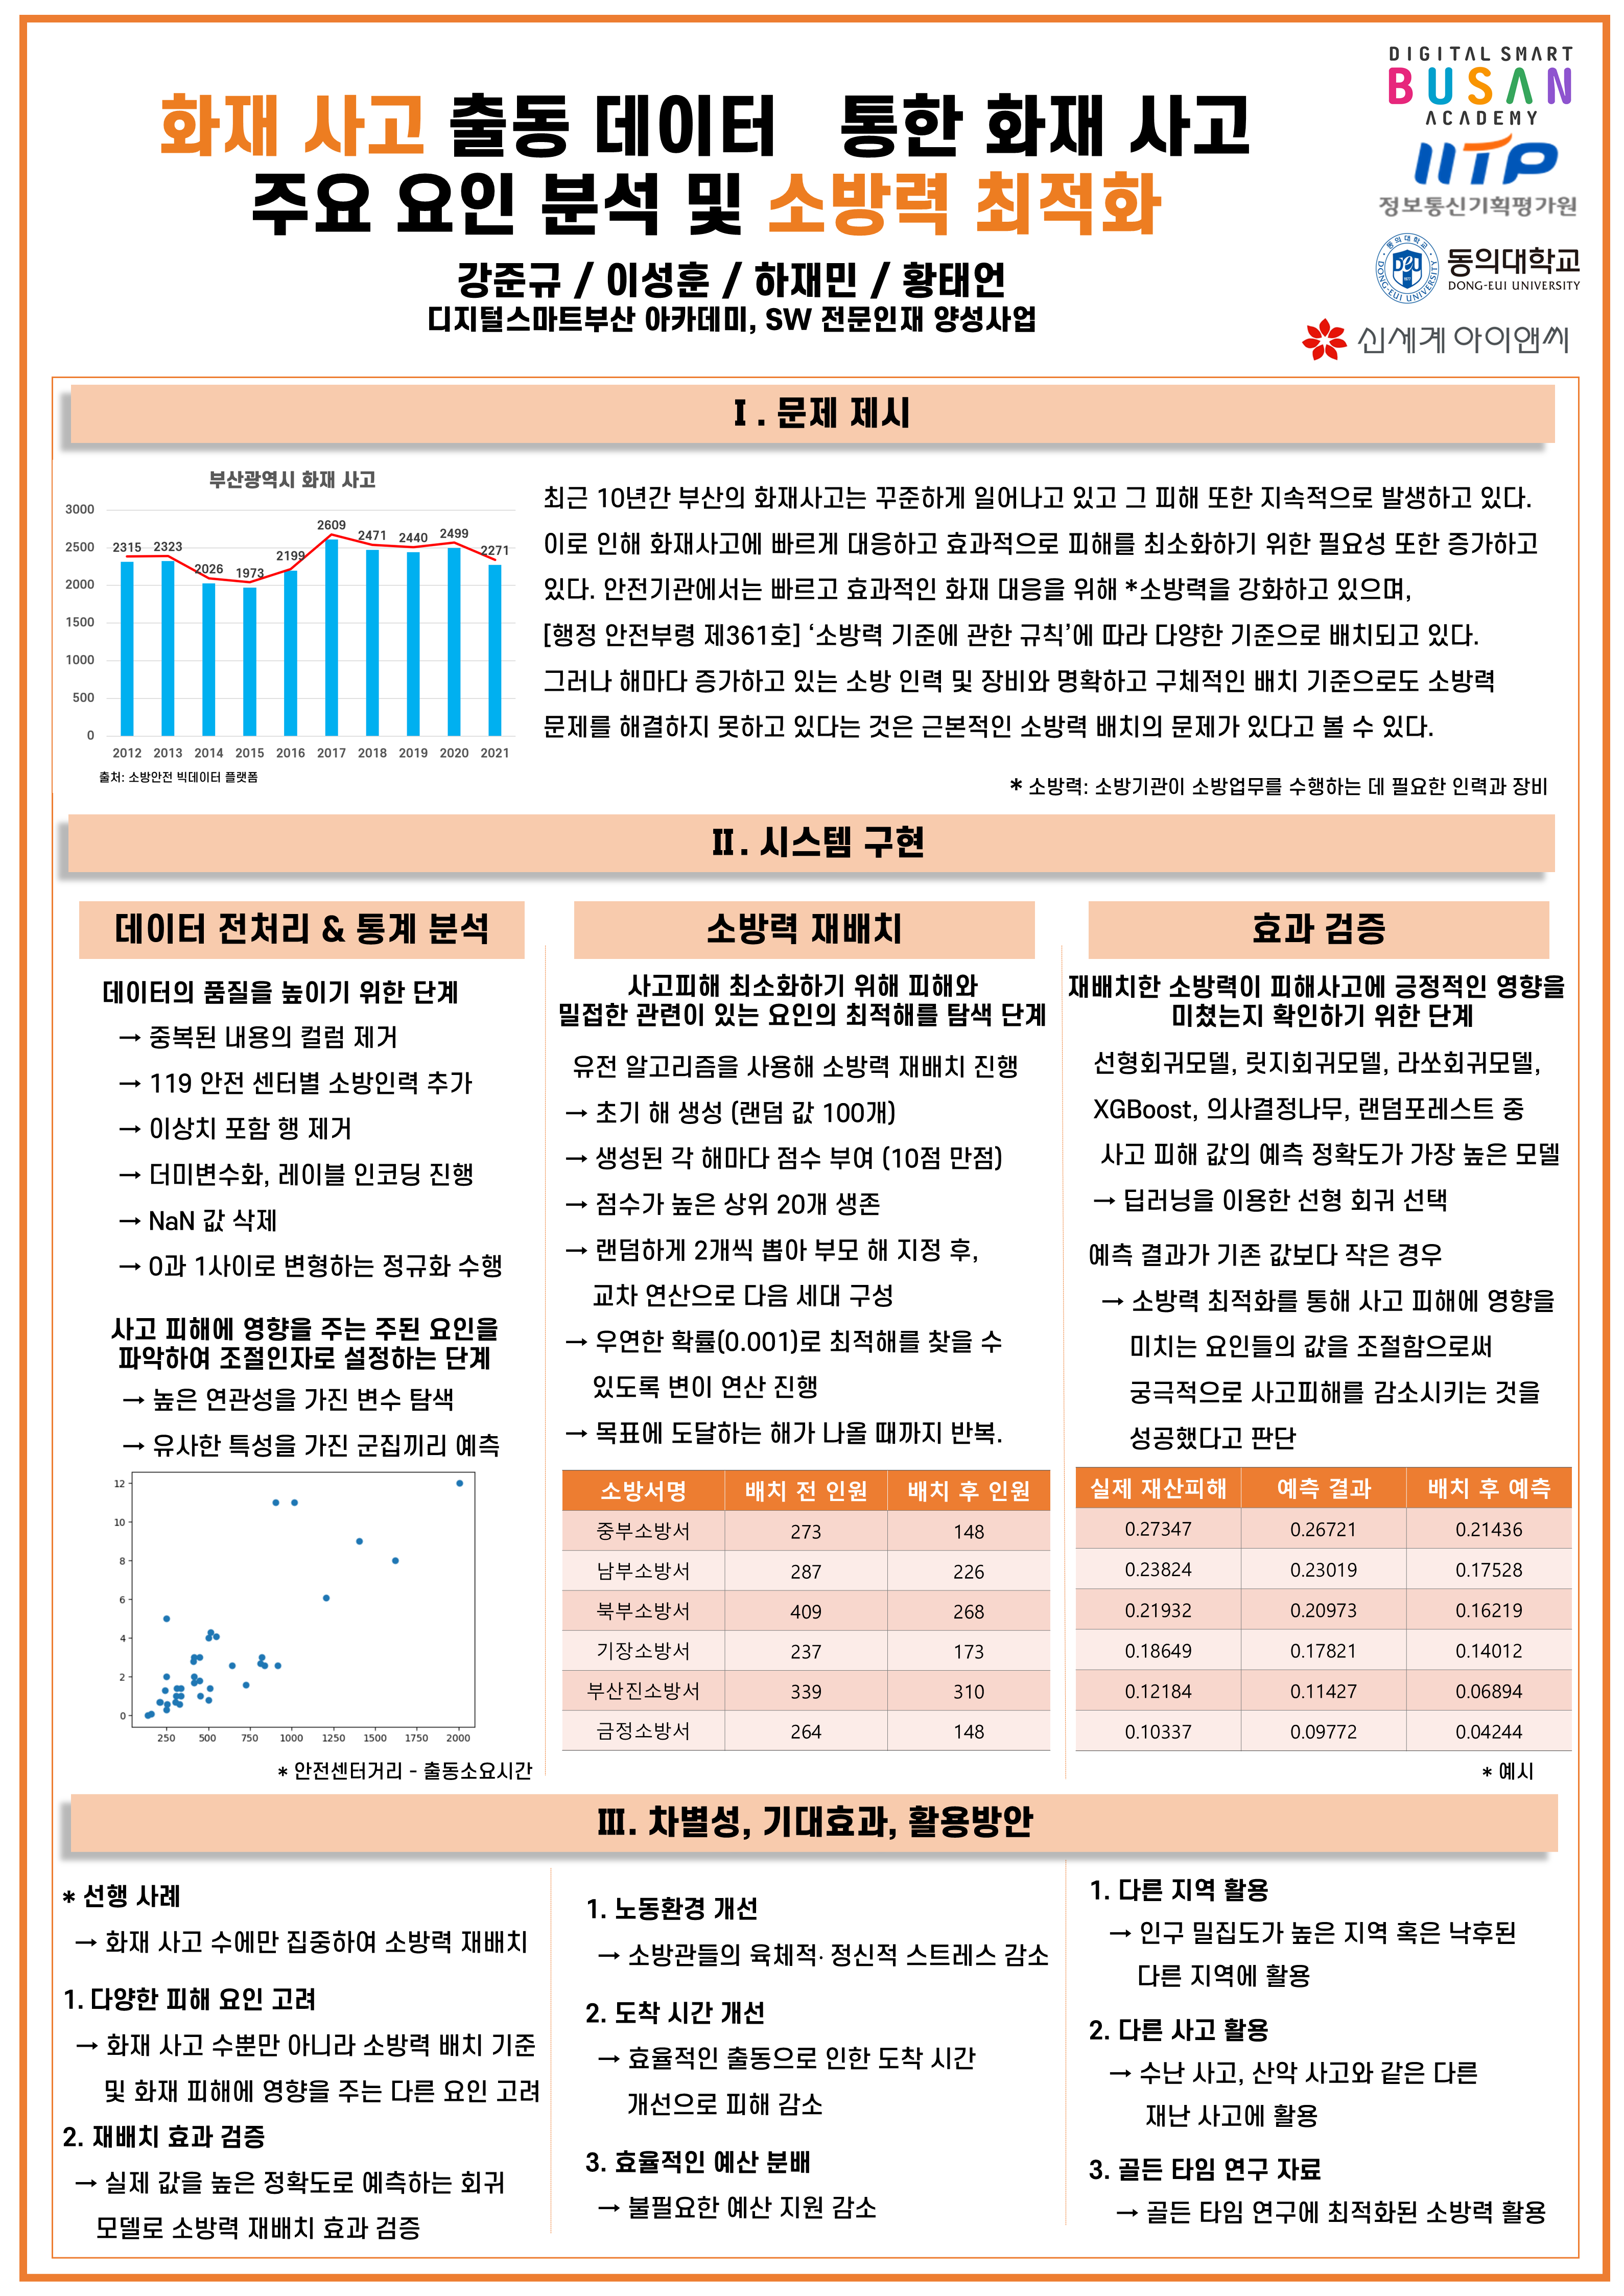 DIGITAL SMART
BUSAN
ACADEMY
IITP
정보통신기획평가원
동의대학교
DONG-EUI UNIVERSITY
동의대학교
DEU
DONG-EUI UNIVERSITY
신세계 아이앤씨
화재 사고 출동 데이터 통한 화재 사고
주요 요인 분석 및 소방력 최적화
강준규 / 이성훈 / 하재민 / 황태언
디지털스마트부산 아카데미, SW 전문인재 양성사업
Ⅰ. 문제 제시
부산광역시 화재 사고
3000
2500
2000
1500
1000
500
0
2315 2323 2026 1973 2199 2609 2471 2440 2499 2271
2012 2013 2014 2015 2016 2017 2018 2019 2020 2021
출처: 소방안전 빅데이터 플랫폼
최근 10년간 부산의 화재사고는 꾸준하게 일어나고 있고 그 피해 또한 지속적으로 발생하고 있다.
이로 인해 화재사고에 빠르게 대응하고 효과적으로 피해를 최소화하기 위한 필요성 또한 증가하고
있다. 안전기관에서는 빠르고 효과적인 화재 대응을 위해 *소방력을 강화하고 있으며,
[행정 안전부령 제361호] ‘소방력 기준에 관한 규칙’에 따라 다양한 기준으로 배치되고 있다.
그러나 해마다 증가하고 있는 소방 인력 및 장비와 명확하고 구체적인 배치 기준으로도 소방력
문제를 해결하지 못하고 있다는 것은 근본적인 소방력 배치의 문제가 있다고 볼 수 있다.
* 소방력: 소방기관이 소방업무를 수행하는 데 필요한 인력과 장비
Ⅱ. 시스템 구현
데이터 전처리 & 통계 분석
데이터의 품질을 높이기 위한 단계
→ 중복된 내용의 컬럼 제거
→ 119 안전 센터별 소방인력 추가
→ 이상치 포함 행 제거
→ 더미변수화, 레이블 인코딩 진행
→ NaN 값 삭제
→ 0과 1사이로 변형하는 정규화 수행
사고 피해에 영향을 주는 주된 요인을
파악하여 조절인자로 설정하는 단계
→ 높은 연관성을 가진 변수 탐색
→ 유사한 특성을 가진 군집끼리 예측
12
10
8
6
4
2
0
250 500 750 1000 1250 1500 1750 2000
* 안전센터거리 - 출동소요시간
소방력 재배치
사고피해 최소화하기 위해 피해와
밀접한 관련이 있는 요인의 최적해를 탐색 단계
유전 알고리즘을 사용해 소방력 재배치 진행
→ 초기 해 생성 (랜덤 값 100개)
→ 생성된 각 해마다 점수 부여 (10점 만점)
→ 점수가 높은 상위 20개 생존
→ 랜덤하게 2개씩 뽑아 부모 해 지정 후,
교차 연산으로 다음 세대 구성
→ 우연한 확률(0.001)로 최적해를 찾을 수
있도록 변이 연산 진행
→ 목표에 도달하는 해가 나올 때까지 반복.
소방서명 배치 전 인원 배치 후 인원
중부소방서 273 148
남부소방서 287 226
북부소방서 409 268
기장소방서 237 173
부산진소방서 339 310
금정소방서 264 148
효과 검증
재배치한 소방력이 피해사고에 긍정적인 영향을
미쳤는지 확인하기 위한 단계
선형회귀모델, 릿지회귀모델, 라쏘회귀모델,
XGBoost, 의사결정나무, 랜덤포레스트 중
사고 피해 값의 예측 정확도가 가장 높은 모델
→ 딥러닝을 이용한 선형 회귀 선택
예측 결과가 기존 값보다 작은 경우
→ 소방력 최적화를 통해 사고 피해에 영향을
미치는 요인들의 값을 조절함으로써
궁극적으로 사고피해를 감소시키는 것을
성공했다고 판단
실제 재산피해 예측 결과 배치 후 예측
0.27347 0.26721 0.21436
0.23824 0.23019 0.17528
0.21932 0.20973 0.16219
0.18649 0.17821 0.14012
0.12184 0.11427 0.06894
0.10337 0.09772 0.04244
* 예시
Ⅲ. 차별성, 기대효과, 활용방안
* 선행 사례
→ 화재 사고 수에만 집중하여 소방력 재배치
1. 다양한 피해 요인 고려
→ 화재 사고 수뿐만 아니라 소방력 배치 기준
및 화재 피해에 영향을 주는 다른 요인 고려
2. 재배치 효과 검증
→ 실제 값을 높은 정확도로 예측하는 회귀
모델로 소방력 재배치 효과 검증
1. 노동환경 개선
→ 소방관들의 육체적· 정신적 스트레스 감소
2. 도착 시간 개선
→ 효율적인 출동으로 인한 도착 시간
개선으로 피해 감소
3. 효율적인 예산 분배
→ 불필요한 예산 지원 감소
1. 다른 지역 활용
→ 인구 밀집도가 높은 지역 혹은 낙후된
다른 지역에 활용
2. 다른 사고 활용
→ 수난 사고, 산악 사고와 같은 다른
재난 사고에 활용
3. 골든 타임 연구 자료
→ 골든 타임 연구에 최적화된 소방력 활용